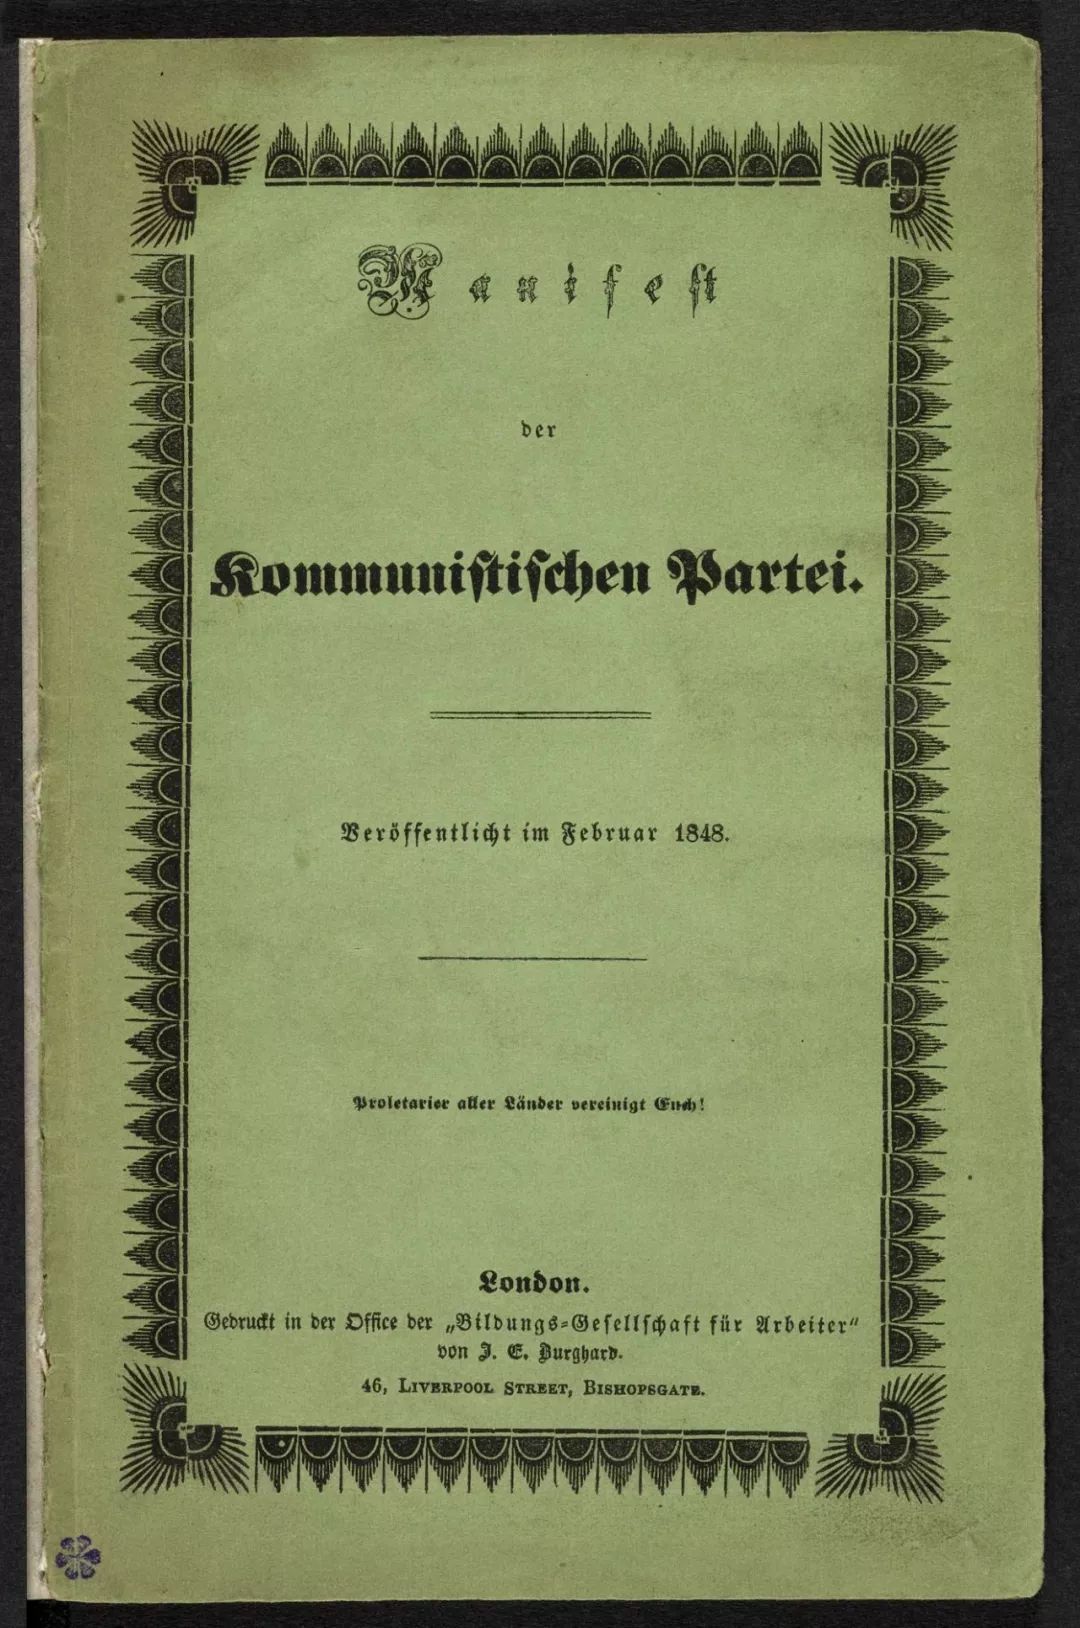 Manifest
der
Kommunistischen Partei.
Veröffentlicht im Februar 1848.
Proletarier aller Länder vereinigt Euch!
London.
Gedruckt in der Office der „Bildungs-Gesellschaft für Arbeiter“
von J. E. Burghard.
46, LIVERPOOL STREET, BISHOPSGATE.